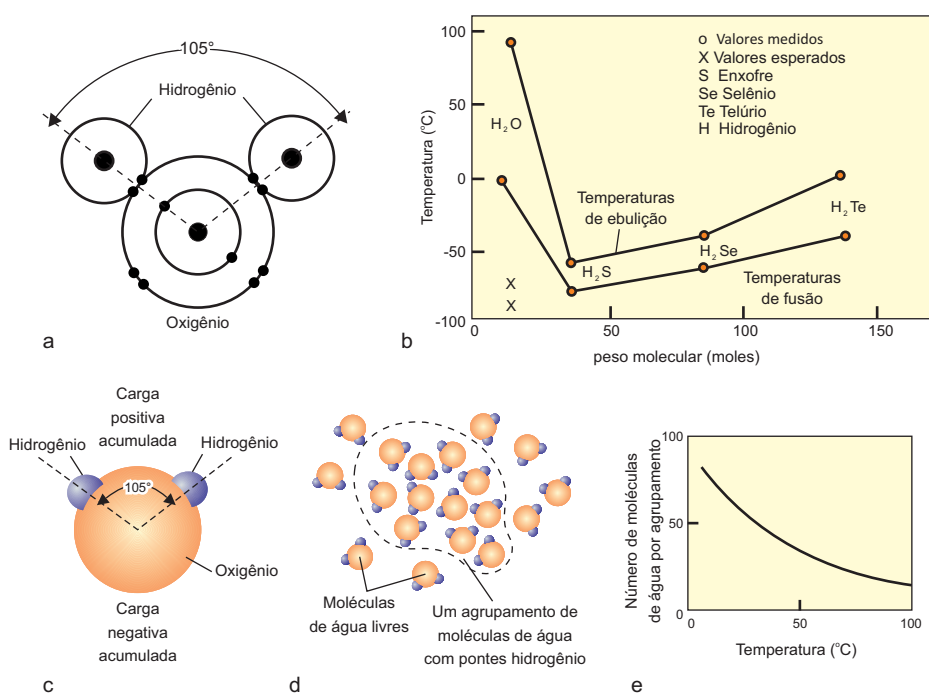 105°
Hidrogênio
Oxigênio
a
Temperatura (°C)
100
50
0
-50
-100
0
50
100
150
peso molecular (moles)
o Valores medidos
X Valores esperados
S Enxofre
Se Selênio
Te Telúrio
H Hidrogênio
H₂O
Temperaturas
de ebulição
H₂S
H₂Se
H₂Te
Temperaturas
de fusão
X
X
b
Carga
positiva
acumulada
Hidrogênio
Hidrogênio
105°
Oxigênio
Carga
negativa
acumulada
c
Moléculas
de água livres
Um agrupamento de
moléculas de água
com pontes hidrogênio
d
Número de moléculas
de água por agrupamento
100
50
0
0
50
100
Temperatura (°C)
e